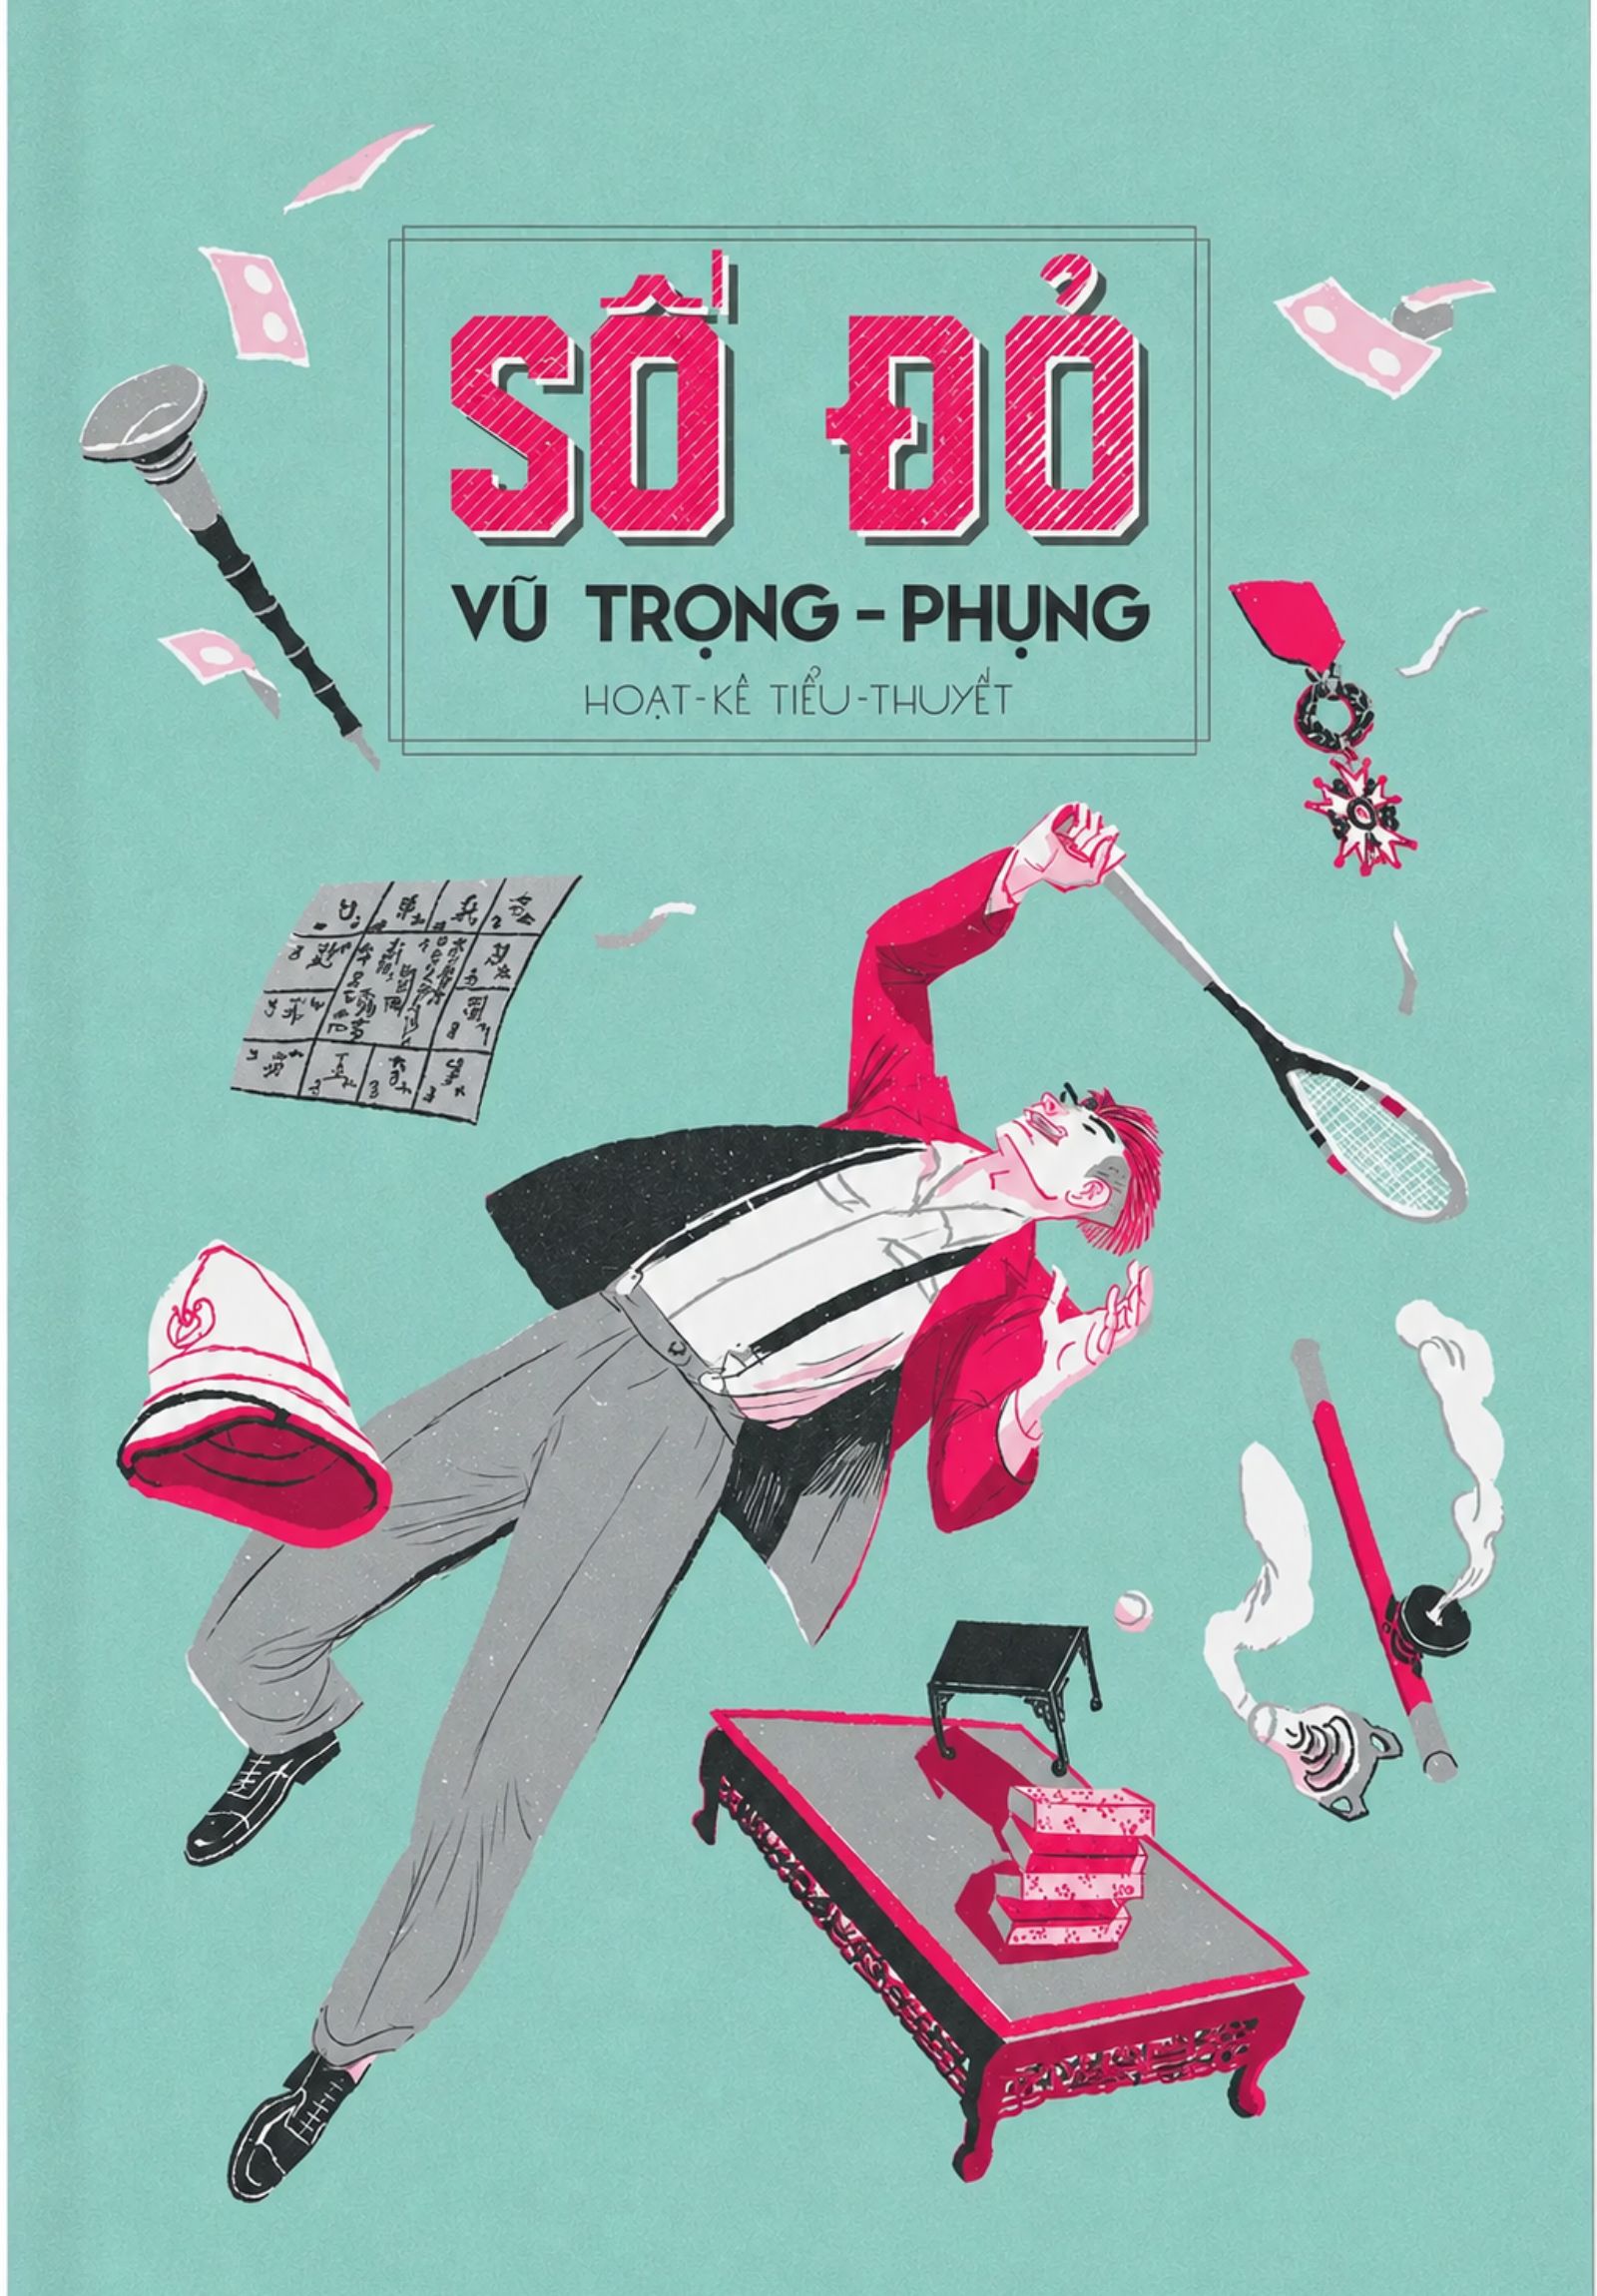 SỐ ĐỎ
VŨ TRỌNG-PHỤNG
HOẠT-KÊ TIỂU-THUYẾT